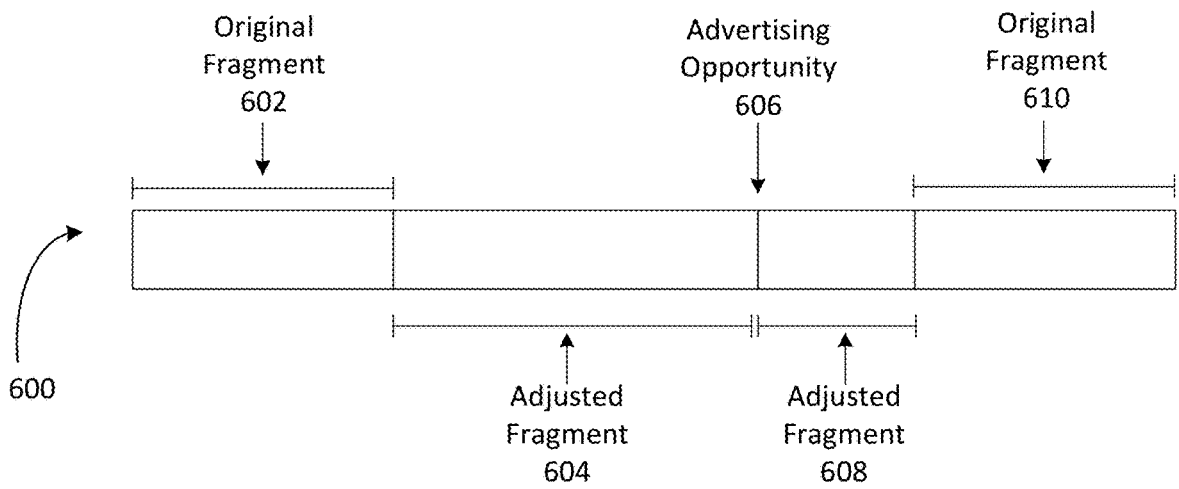 Original
Fragment
602
Advertising
Opportunity
606
Original
Fragment
610
600
Adjusted
Fragment
604
Adjusted
Fragment
608